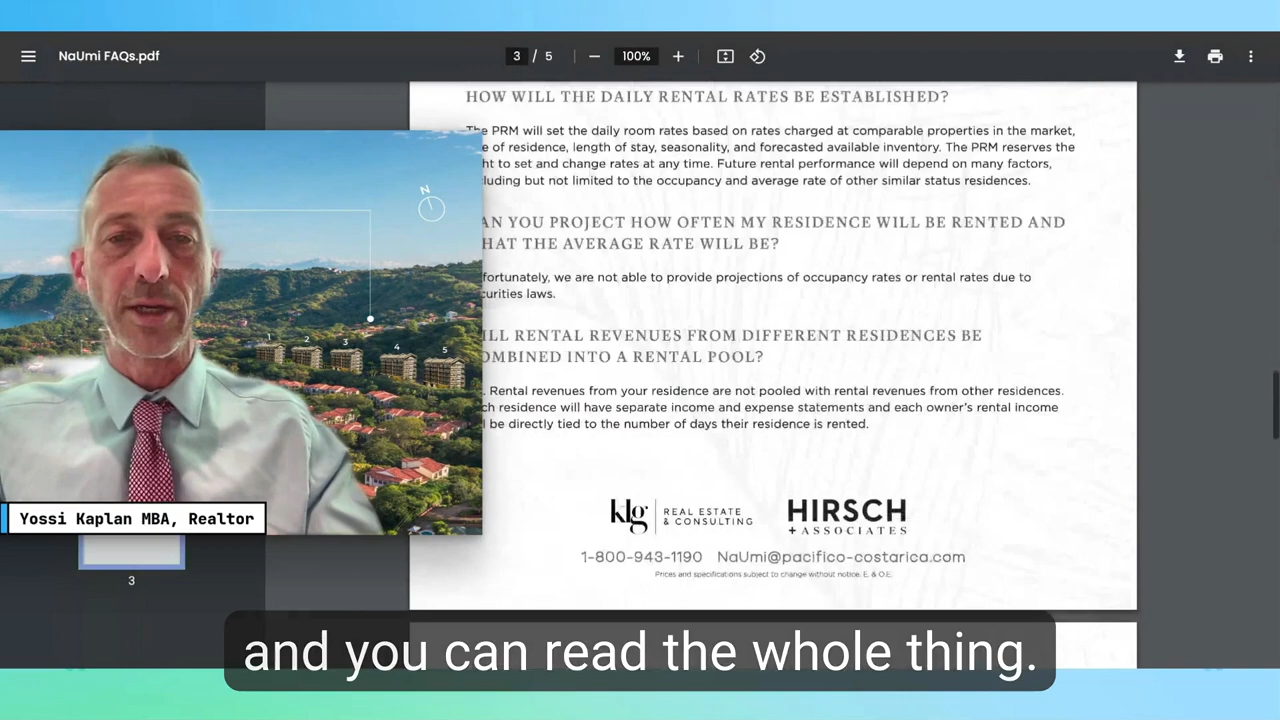 NaUmi FAQs.pdf
3 / 5
100%
HOW WILL THE DAILY RENTAL RATES BE ESTABLISHED?
The PRM will set the daily room rates based on rates charged at comparable properties in the market,
e of residence, length of stay, seasonality, and forecasted available inventory. The PRM reserves the
ht to set and change rates at any time. Future rental performance will depend on many factors,
cluding but not limited to the occupancy and average rate of other similar status residences.
AN YOU PROJECT HOW OFTEN MY RESIDENCE WILL BE RENTED AND
HAT THE AVERAGE RATE WILL BE?
fortunately, we are not able to provide projections of occupancy rates or rental rates due to
curities laws.
ILL RENTAL REVENUES FROM DIFFERENT RESIDENCES BE
OMBINED INTO A RENTAL POOL?
. Rental revenues from your residence are not pooled with rental revenues from other residences.
ch residence will have separate income and expense statements and each owner's rental income
l be directly tied to the number of days their residence is rented.
klg REAL ESTATE & CONSULTING
HIRSCH
+ASSOCIATES
1-800-943-1190 NaUmi@pacifico-costarica.com
Prices and specifications subject to change without notice. E. & O.E.
N
1 2 3 4 5
Yossi Kaplan MBA, Realtor
3
and you can read the whole thing.